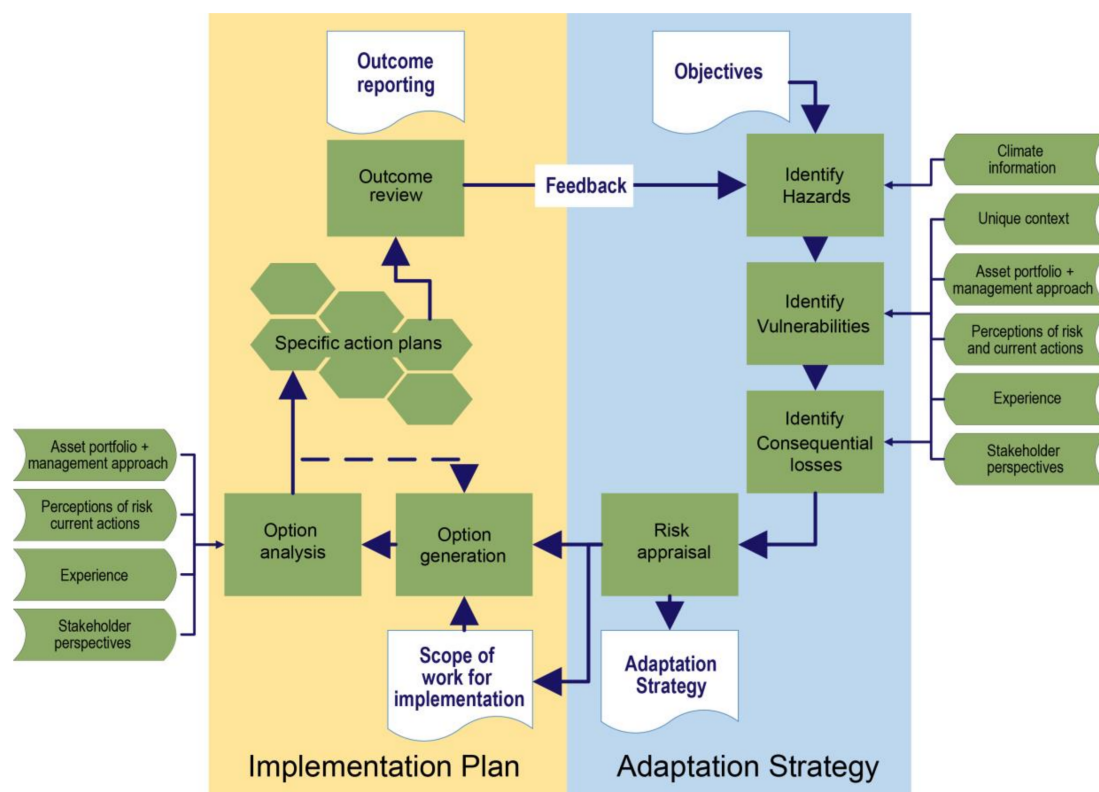 Outcome
reporting
Objectives
Outcome
review
Feedback
Identify
Hazards
Climate
information
Unique context
Asset portfolio +
management approach
Perceptions of risk
and current actions
Experience
Stakeholder
perspectives
Identify
Vulnerabilities
Identify
Consequential
losses
Specific action plans
Asset portfolio +
management approach
Perceptions of risk
current actions
Experience
Stakeholder
perspectives
Option
analysis
Option
generation
Risk
appraisal
Scope of
work for
implementation
Adaptation
Strategy
Implementation Plan
Adaptation Strategy